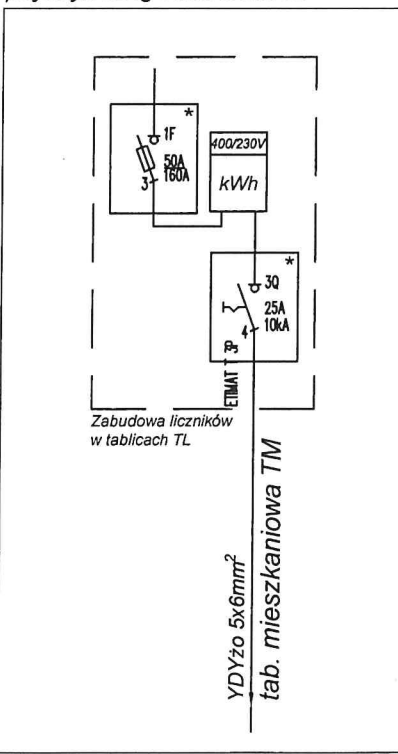 *
1F
50A
160A
3
400/230V
kWh
*
3Q
25A
10kA
4
ETIMAT T 3P
Zabudowa liczników
w tablicach TL
YDYżo 5x6mm²
tab. mieszkaniowa TM